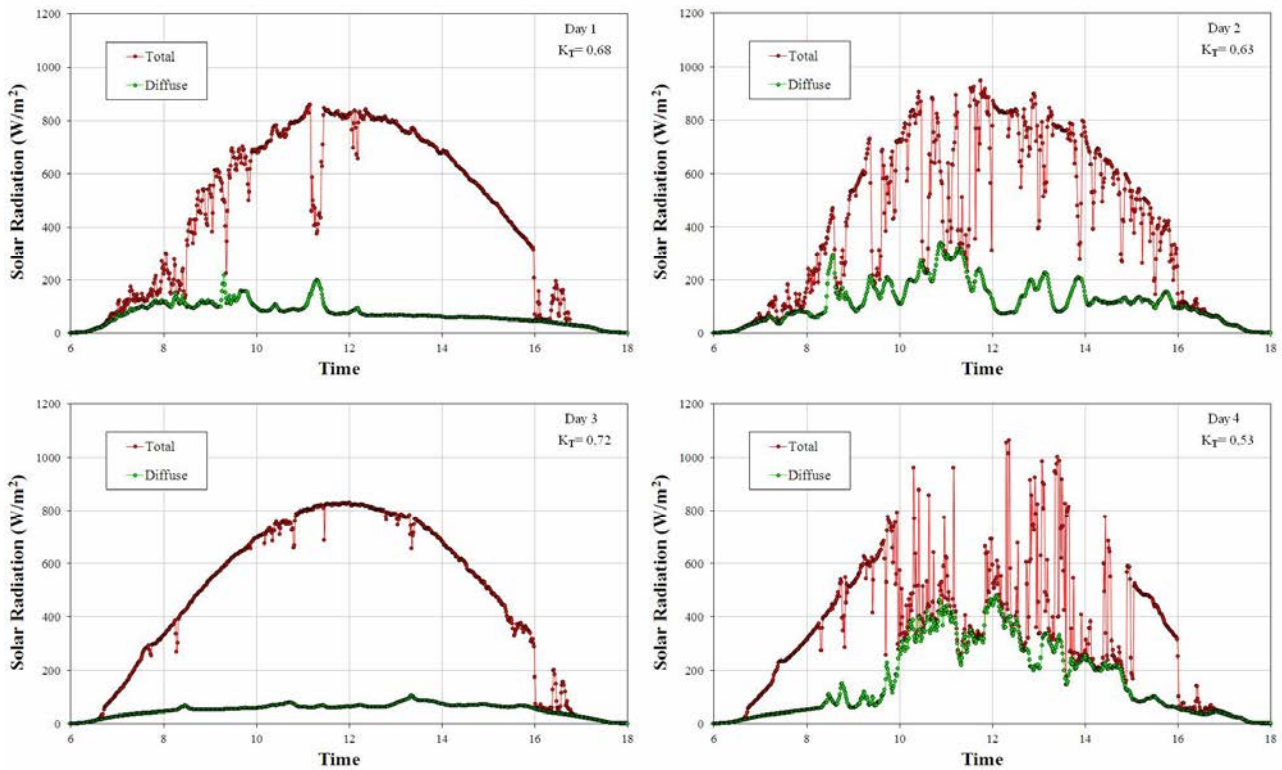 Day 1
K_T= 0.68
Total
Diffuse
Solar Radiation (W/m²)
1200
1000
800
600
400
200
0
6 8 10 12 14 16 18
Time
Day 2
K_T= 0.63
Total
Diffuse
Solar Radiation (W/m²)
1200
1000
800
600
400
200
0
6 8 10 12 14 16 18
Time
Day 3
K_T= 0.72
Total
Diffuse
Solar Radiation (W/m²)
1200
1000
800
600
400
200
0
6 8 10 12 14 16 18
Time
Day 4
K_T= 0.53
Total
Diffuse
Solar Radiation (W/m²)
1200
1000
800
600
400
200
0
6 8 10 12 14 16 18
Time